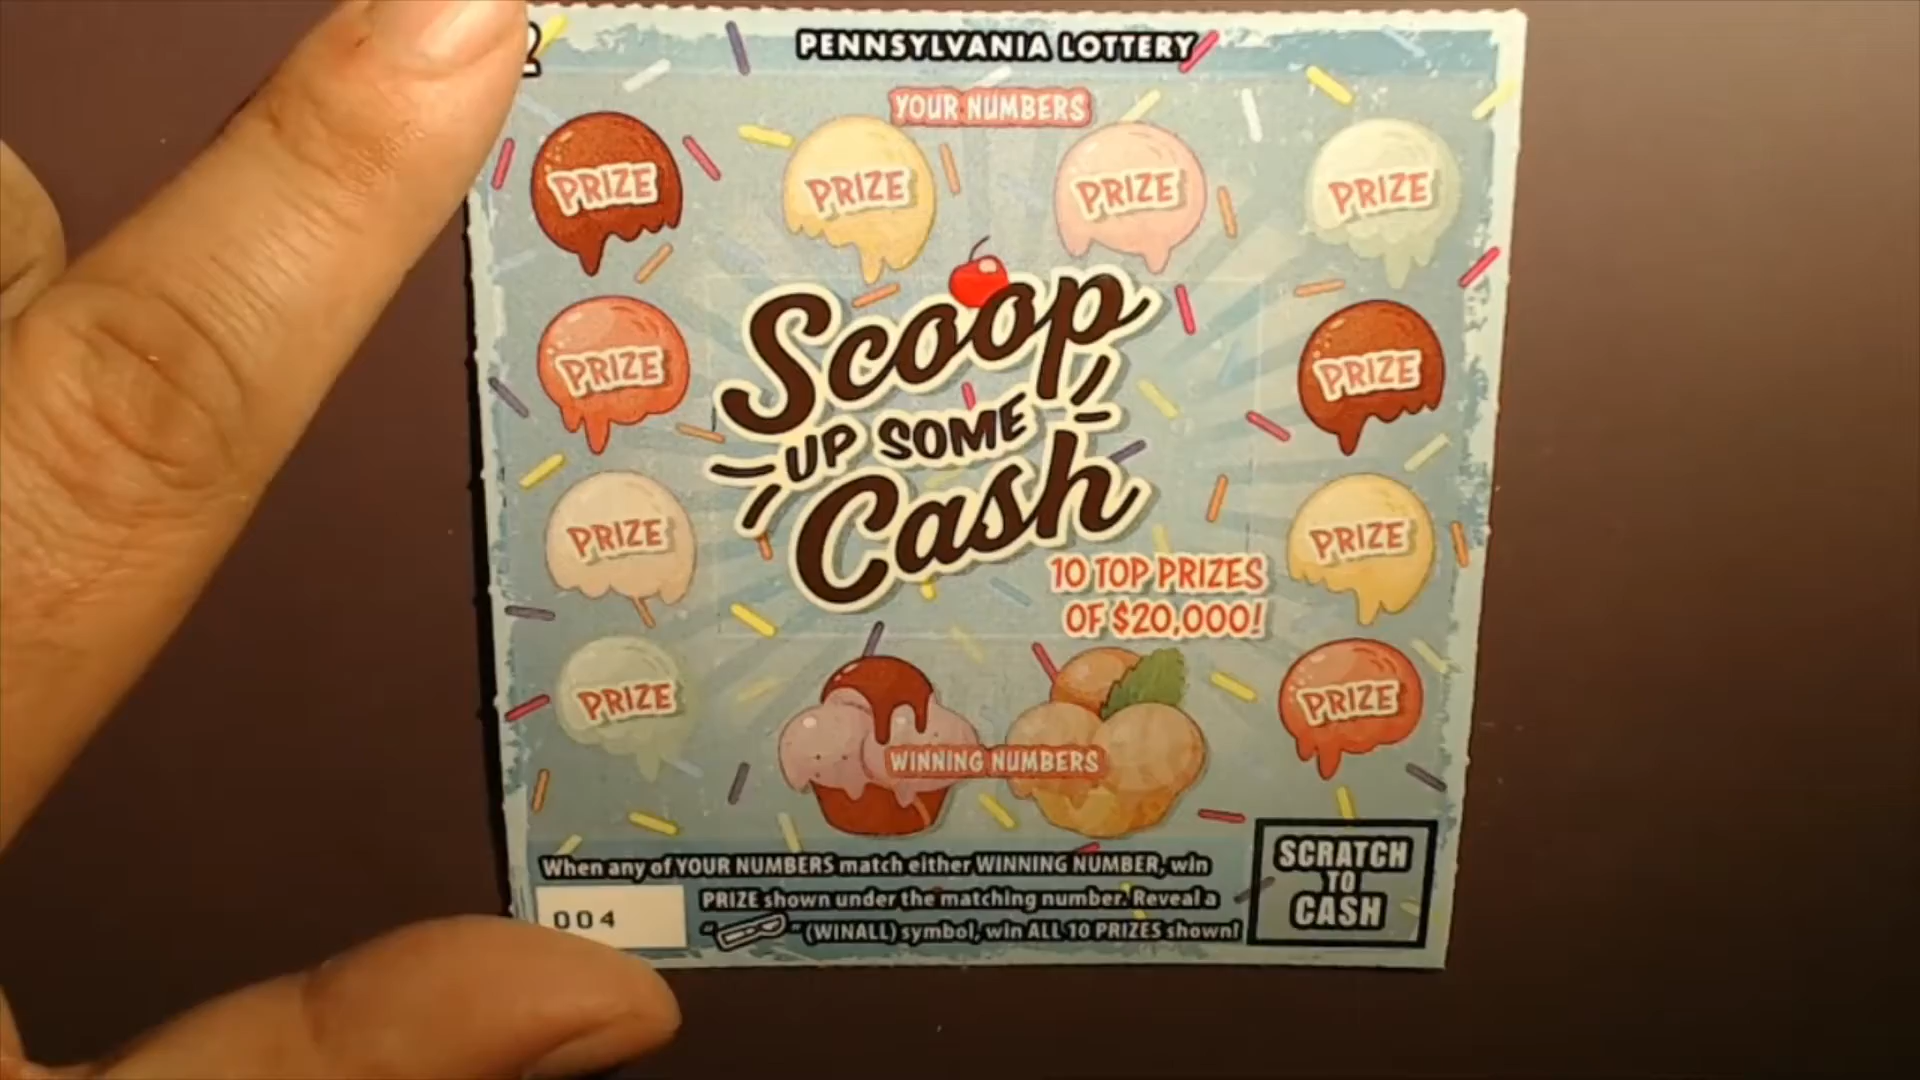 2
PENNSYLVANIA LOTTERY
YOUR NUMBERS
PRIZE PRIZE PRIZE PRIZE
Scoop
PRIZE PRIZE
UP SOME
Cash
PRIZE PRIZE
10 TOP PRIZES
OF $20,000!
PRIZE PRIZE
WINNING NUMBERS
When any of YOUR NUMBERS match either WINNING NUMBER, win
PRIZE shown under the matching number. Reveal a
" " (WINALL) symbol, win ALL 10 PRIZES shown!
004
SCRATCH
TO
CASH